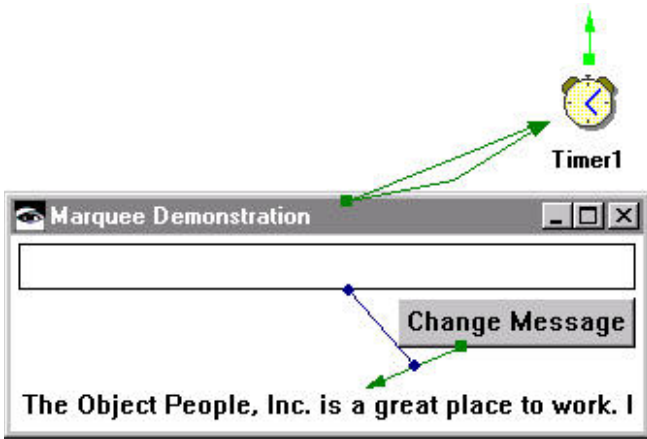 Timer1
Marquee Demonstration
Change Message
The Object People, Inc. is a great place to work. I